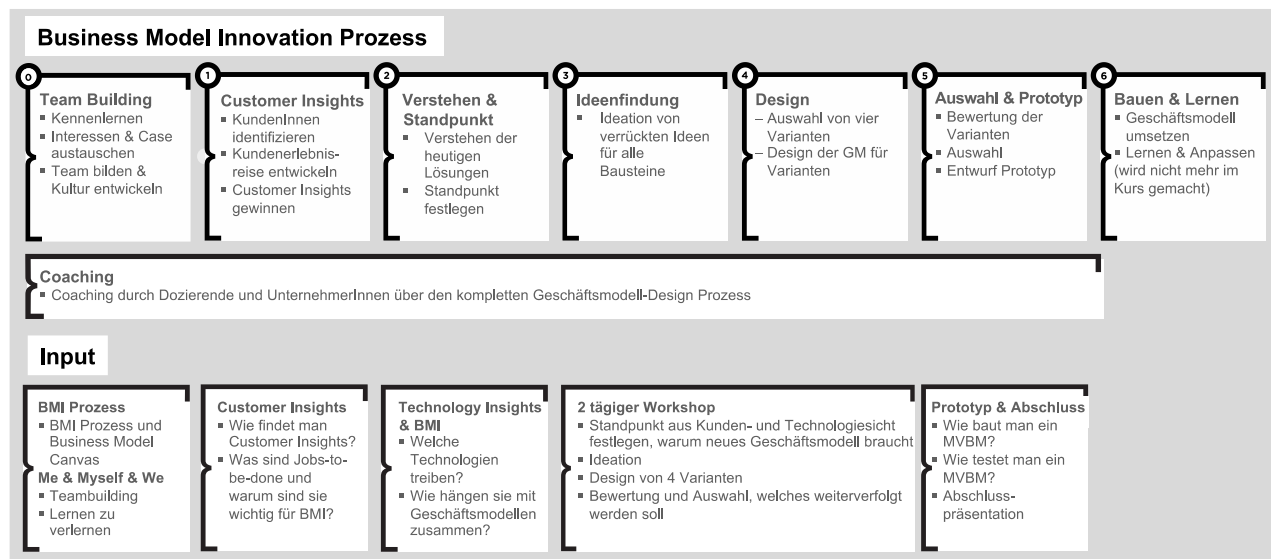 Business Model Innovation Prozess
0
Team Building
▪ Kennenlernen
▪ Interessen & Case
austauschen
▪ Team bilden &
Kultur entwickeln
1
Customer Insights
▪ KundenInnen
identifizieren
▪ Kundenerlebnis-
reise entwickeln
▪ Customer Insights
gewinnen
2
Verstehen &
Standpunkt
▪ Verstehen der
heutigen
Lösungen
▪ Standpunkt
festlegen
3
Ideenfindung
▪ Ideation von
verrückten Ideen
für alle
Bausteine
4
Design
– Auswahl von vier
Varianten
– Design der GM für
Varianten
5
Auswahl & Prototyp
▪ Bewertung der
Varianten
▪ Auswahl
▪ Entwurf Prototyp
6
Bauen & Lernen
▪ Geschäftsmodell
umsetzen
▪ Lernen & Anpassen
(wird nicht mehr im
Kurs gemacht)
Coaching
▪ Coaching durch Dozierende und UnternehmerInnen über den kompletten Geschäftsmodell-Design Prozess
Input
BMI Prozess
▪ BMI Prozess und
Business Model
Canvas
Me & Myself & We
▪ Teambuilding
▪ Lernen zu
verlernen
Customer Insights
▪ Wie findet man
Customer Insights?
▪ Was sind Jobs-to-
be-done und
warum sind sie
wichtig für BMI?
Technology Insights
& BMI
▪ Welche
Technologien
treiben?
▪ Wie hängen sie mit
Geschäftsmodellen
zusammen?
2 tägiger Workshop
▪ Standpunkt aus Kunden- und Technologiesicht
festlegen, warum neues Geschäftsmodell braucht
▪ Ideation
▪ Design von 4 Varianten
▪ Bewertung und Auswahl, welches weiterverfolgt
werden soll
Prototyp & Abschluss
▪ Wie baut man ein
MVBM?
▪ Wie testet man ein
MVBM?
▪ Abschluss-
präsentation